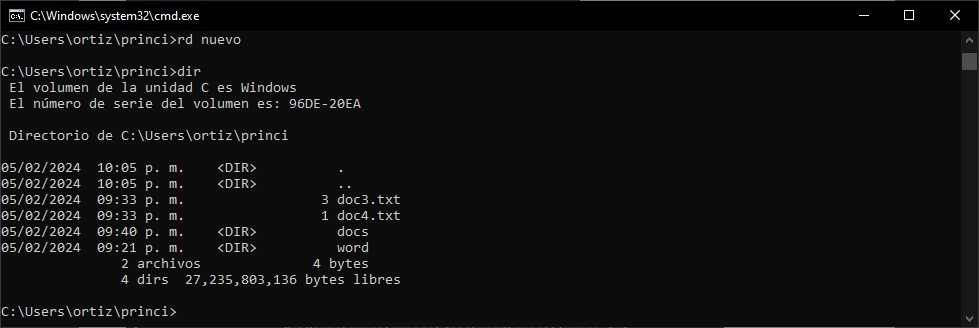 C:\Windows\system32\cmd.exe
C:\Users\ortiz\princi>rd nuevo
C:\Users\ortiz\princi>dir
 El volumen de la unidad C es Windows
 El número de serie del volumen es: 96DE-20EA
 Directorio de C:\Users\ortiz\princi
05/02/2024  10:05 p. m.    <DIR>          .
05/02/2024  10:05 p. m.    <DIR>          ..
05/02/2024  09:33 p. m.                 3 doc3.txt
05/02/2024  09:33 p. m.                 1 doc4.txt
05/02/2024  09:40 p. m.    <DIR>          docs
05/02/2024  09:21 p. m.    <DIR>          word
               2 archivos              4 bytes
               4 dirs  27,235,803,136 bytes libres
C:\Users\ortiz\princi>